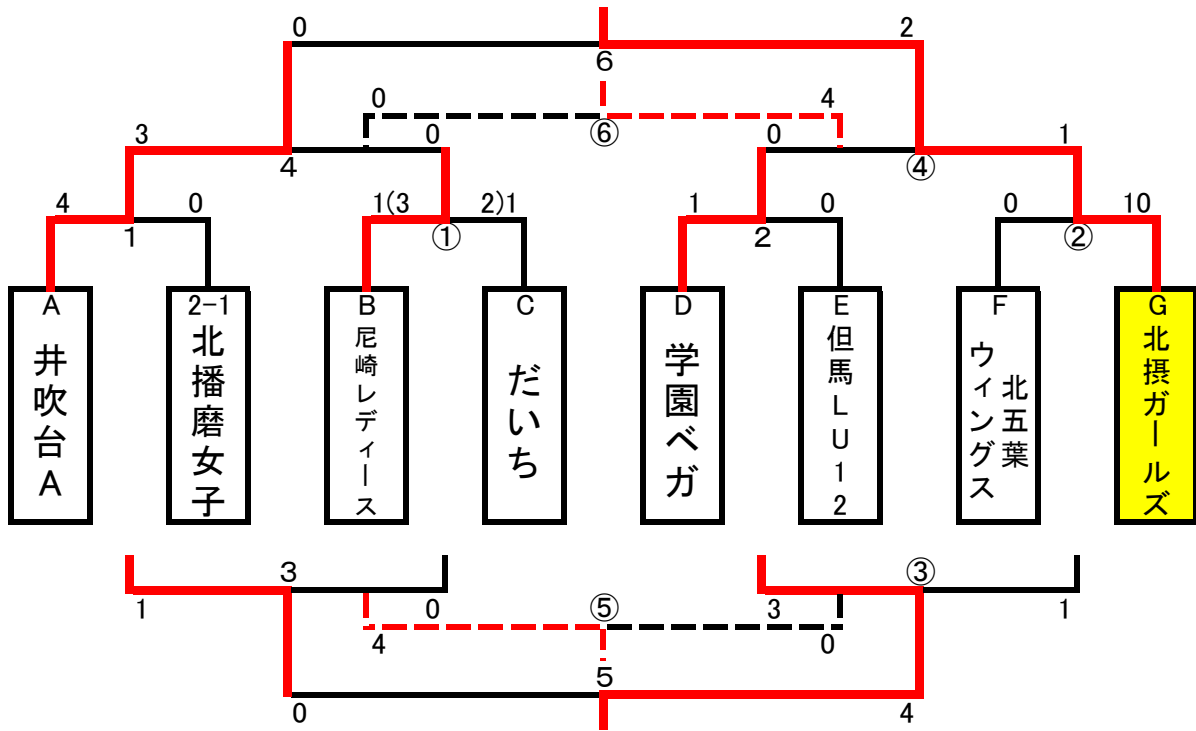 0
2
6
0
4
⑥
3
0
0
1
4
④
4
0
1(3
2)1
1
0
0
10
1
①
2
②
A
2-1
B
C
D
E
F
G
井吹台A
北播磨女子
尼崎レディース
だいち
学園ベガ
但馬LU12
北五葉
ウィングス
北摂ガールズ
3
③
1
0
⑤
3
1
4
0
5
0
4